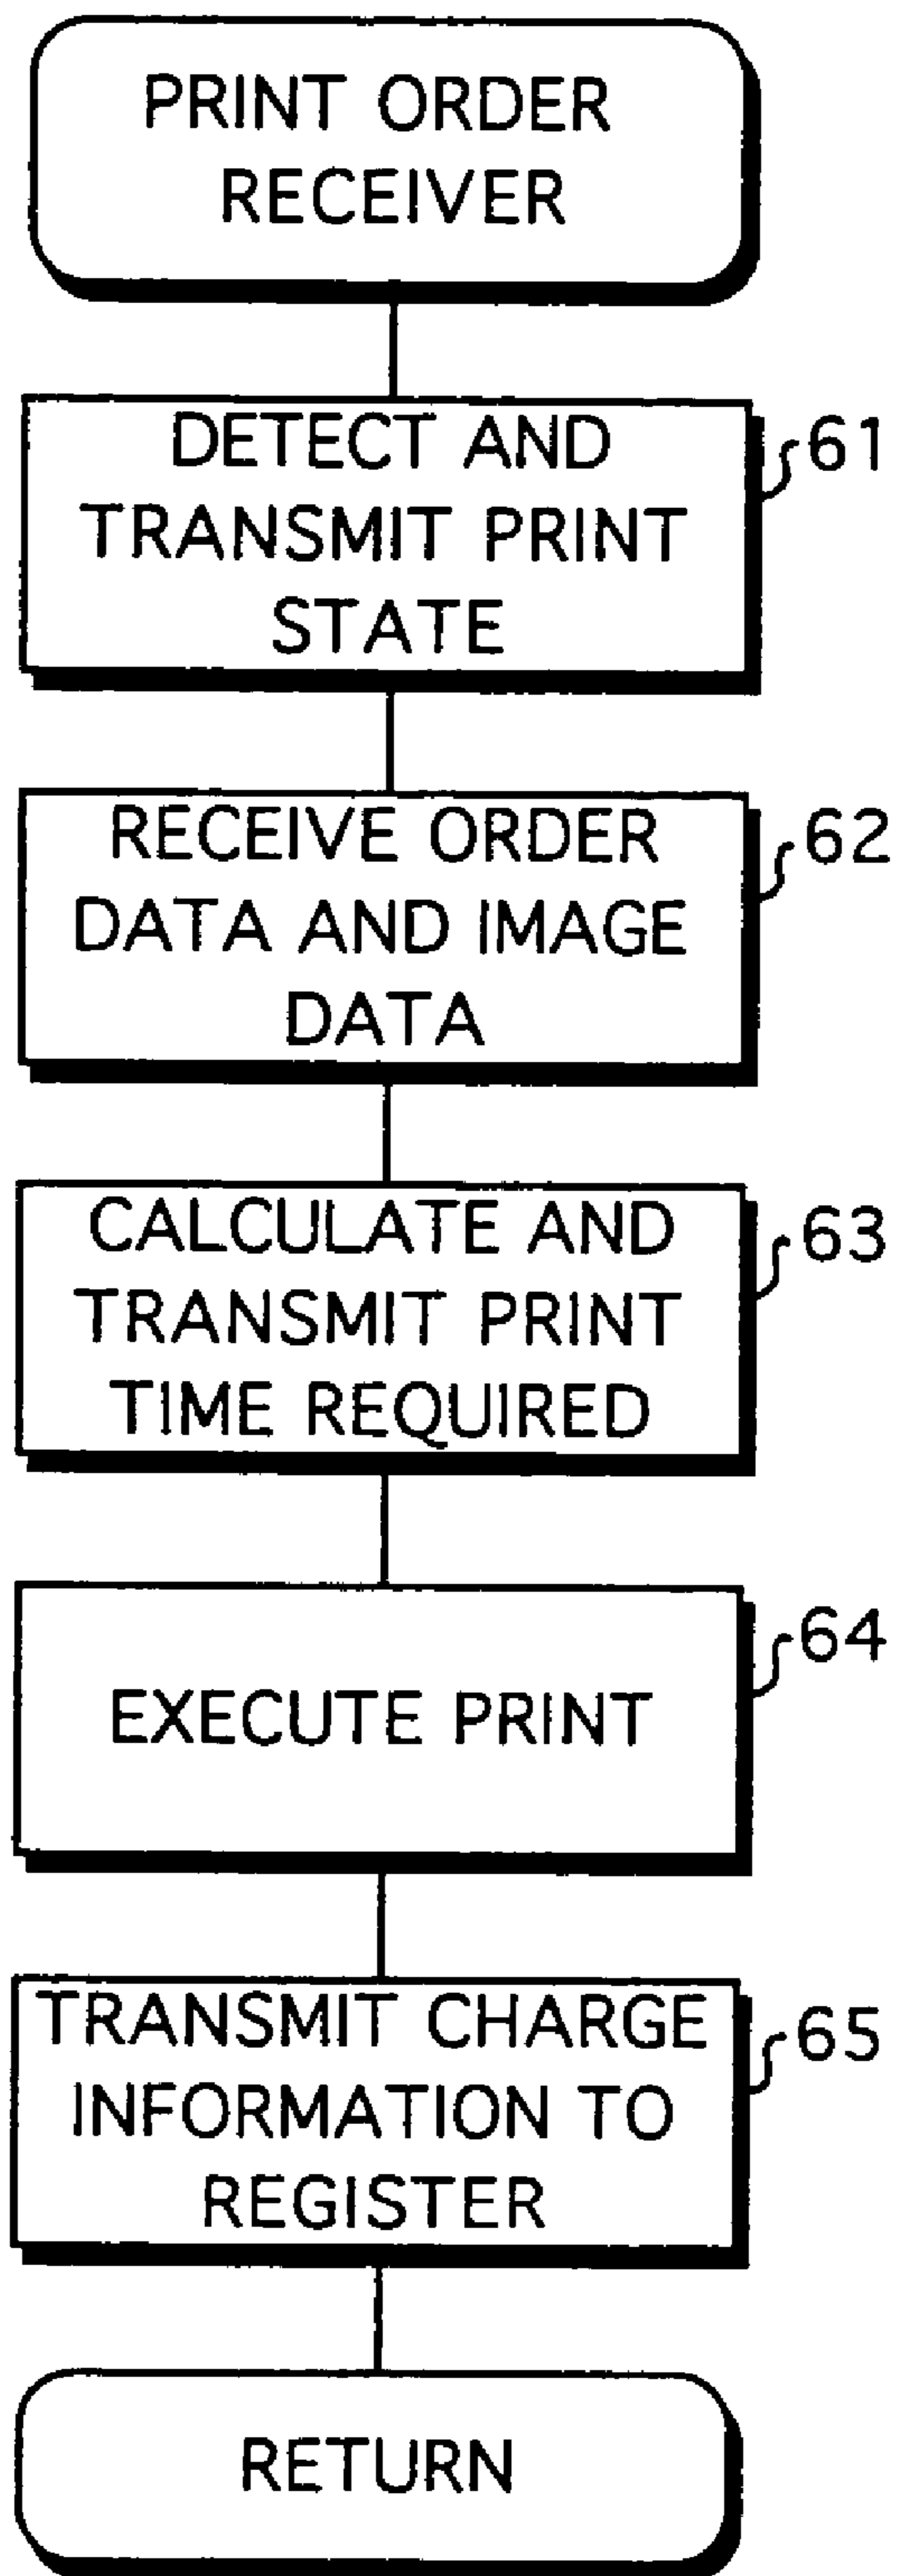 PRINT ORDER
RECEIVER
DETECT AND
TRANSMIT PRINT
STATE
61
RECEIVE ORDER
DATA AND IMAGE
DATA
62
CALCULATE AND
TRANSMIT PRINT
TIME REQUIRED
63
EXECUTE PRINT
64
TRANSMIT CHARGE
INFORMATION TO
REGISTER
65
RETURN